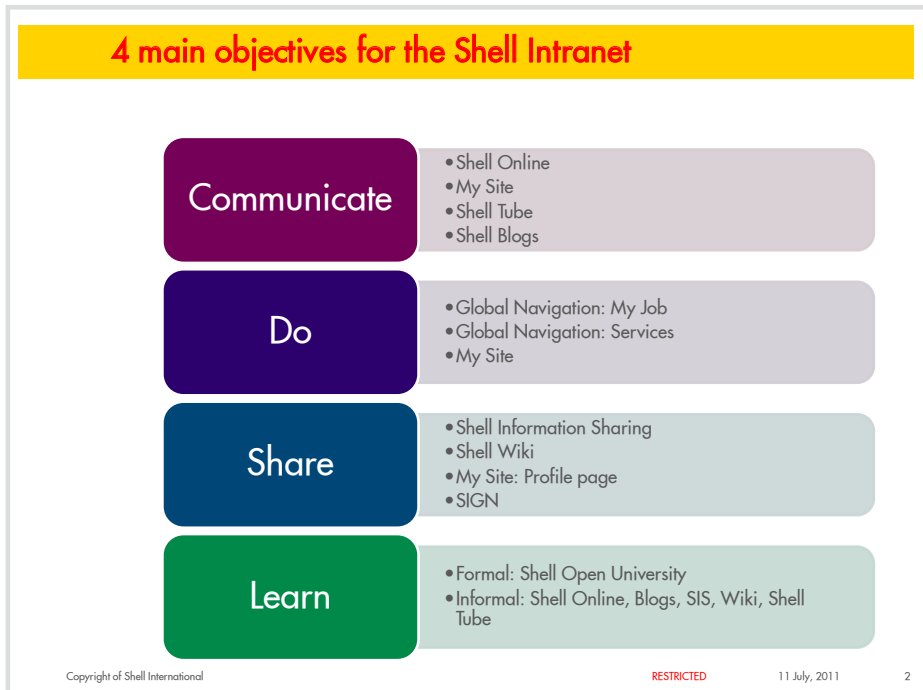 4 main objectives for the Shell Intranet
Communicate
•Shell Online
•My Site
•Shell Tube
•Shell Blogs
Do
•Global Navigation: My Job
•Global Navigation: Services
•My Site
Share
•Shell Information Sharing
•Shell Wiki
•My Site: Profile page
•SIGN
Learn
•Formal: Shell Open University
•Informal: Shell Online, Blogs, SIS, Wiki, Shell
Tube
Copyright of Shell International RESTRICTED 11 July, 2011 2